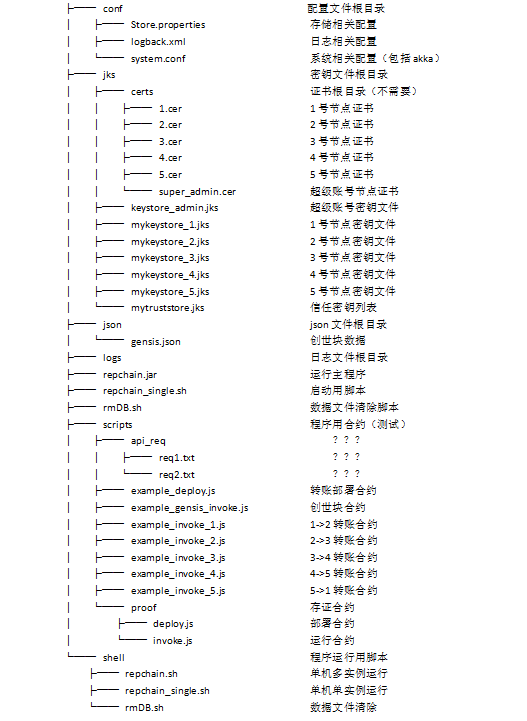 conf 配置文件根目录
Store.properties 存储相关配置
logback.xml 日志相关配置
system.conf 系统相关配置（包括 akka）
jks 密钥文件根目录
certs 证书根目录（不需要）
1.cer 1 号节点证书
2.cer 2 号节点证书
3.cer 3 号节点证书
4.cer 4 号节点证书
5.cer 5 号节点证书
super_admin.cer 超级账号节点证书
keystore_admin.jks 超级账号密钥文件
mykeystore_1.jks 1 号节点密钥文件
mykeystore_2.jks 2 号节点密钥文件
mykeystore_3.jks 3 号节点密钥文件
mykeystore_4.jks 4 号节点密钥文件
mykeystore_5.jks 5 号节点密钥文件
mytruststore.jks 信任密钥列表
json json 文件根目录
gensis.json 创世块数据
logs 日志文件根目录
repchain.jar 运行主程序
repchain_single.sh 启动用脚本
rmDB.sh 数据文件清除脚本
scripts 程序用合约（测试）
api_req ？？？
req1.txt ？？？
req2.txt ？？？
example_deploy.js 转账部署合约
example_gensis_invoke.js 创世块合约
example_invoke_1.js 1->2 转账合约
example_invoke_2.js 2->3 转账合约
example_invoke_3.js 3->4 转账合约
example_invoke_4.js 4->5 转账合约
example_invoke_5.js 5->1 转账合约
proof 存证合约
deploy.js 部署合约
invoke.js 运行合约
shell 程序运行用脚本
repchain.sh 单机多实例运行
repchain_single.sh 单机单实例运行
rmDB.sh 数据文件清除